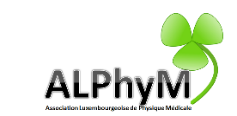 ALPhyM
Association Luxembourgeoise de Physique Médicale